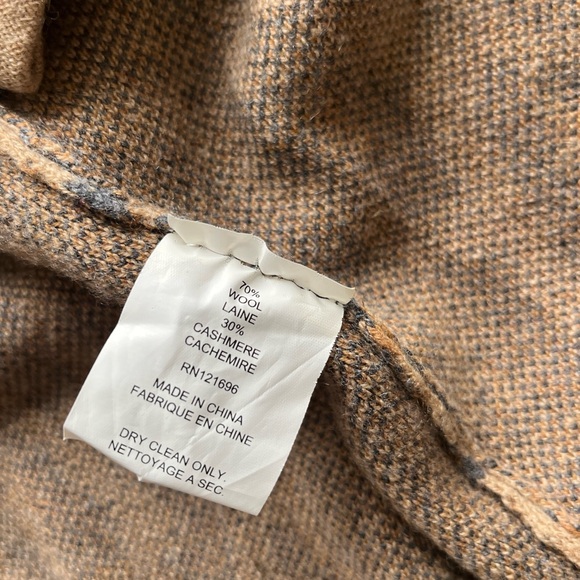 70%
WOOL
LAINE
30%
CASHMERE
CACHEMIRE
RN121696
MADE IN CHINA
FABRIQUE EN CHINE
DRY CLEAN ONLY.
NETTOYAGE A SEC.